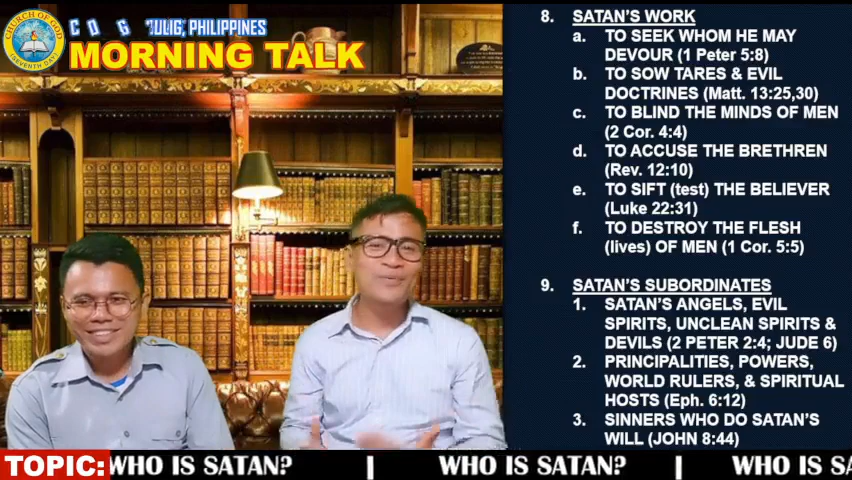 CHURCH OF GOD
(SEVENTH DAY)
C O G
PHILIPPINES
MORNING TALK
8. SATAN'S WORK
a. TO SEEK WHOM HE MAY
DEVOUR (1 Peter 5:8)
b. TO SOW TARES & EVIL
DOCTRINES (Matt. 13:25,30)
c. TO BLIND THE MINDS OF MEN
(2 Cor. 4:4)
d. TO ACCUSE THE BRETHREN
(Rev. 12:10)
e. TO SIFT (test) THE BELIEVER
(Luke 22:31)
f. TO DESTROY THE FLESH
(lives) OF MEN (1 Cor. 5:5)
9. SATAN'S SUBORDINATES
1. SATAN'S ANGELS, EVIL
SPIRITS, UNCLEAN SPIRITS &
DEVILS (2 PETER 2:4; JUDE 6)
2. PRINCIPALITIES, POWERS,
WORLD RULERS, & SPIRITUAL
HOSTS (Eph. 6:12)
3. SINNERS WHO DO SATAN'S
WILL (JOHN 8:44)
TOPIC: WHO IS SATAN? | WHO IS SATAN? | WHO IS SA